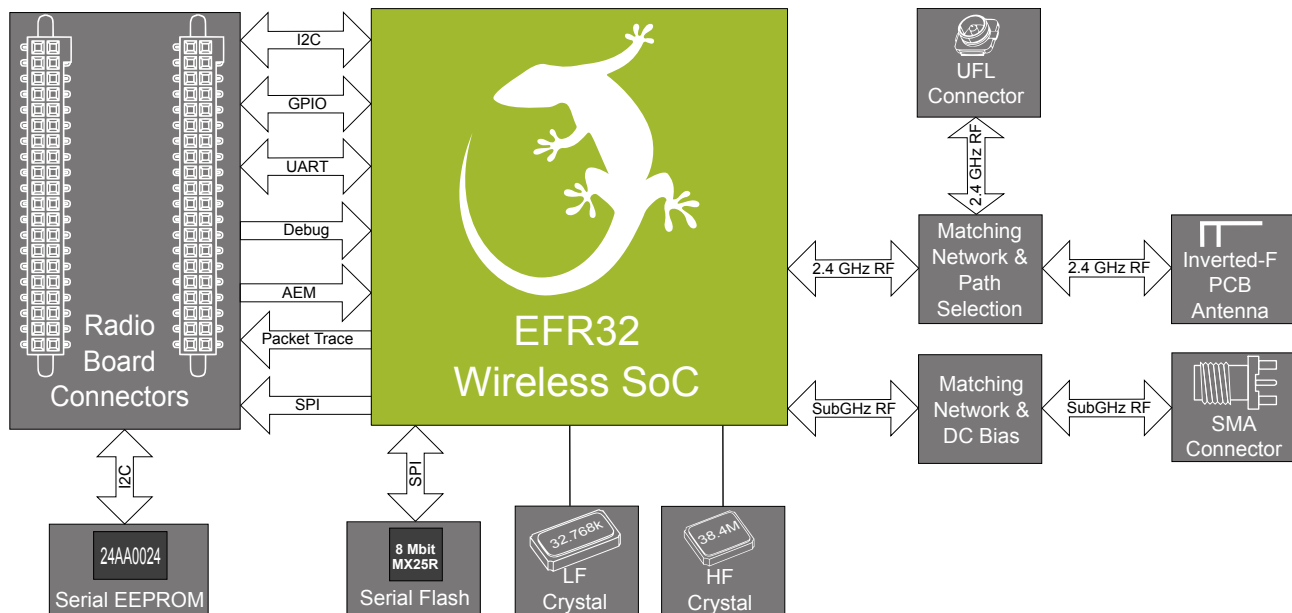 Radio
Board
Connectors
I2C
GPIO
UART
Debug
AEM
Packet Trace
SPI
EFR32
Wireless SoC
UFL
Connector
2.4 GHz RF
2.4 GHz RF
Matching
Network &
Path
Selection
2.4 GHz RF
Inverted-F
PCB
Antenna
SubGHz RF
Matching
Network &
DC Bias
SubGHz RF
SMA
Connector
I2C
24AA0024
Serial EEPROM
SPI
8 Mbit
MX25R
Serial Flash
32.768k
LF
Crystal
38.4M
HF
Crystal